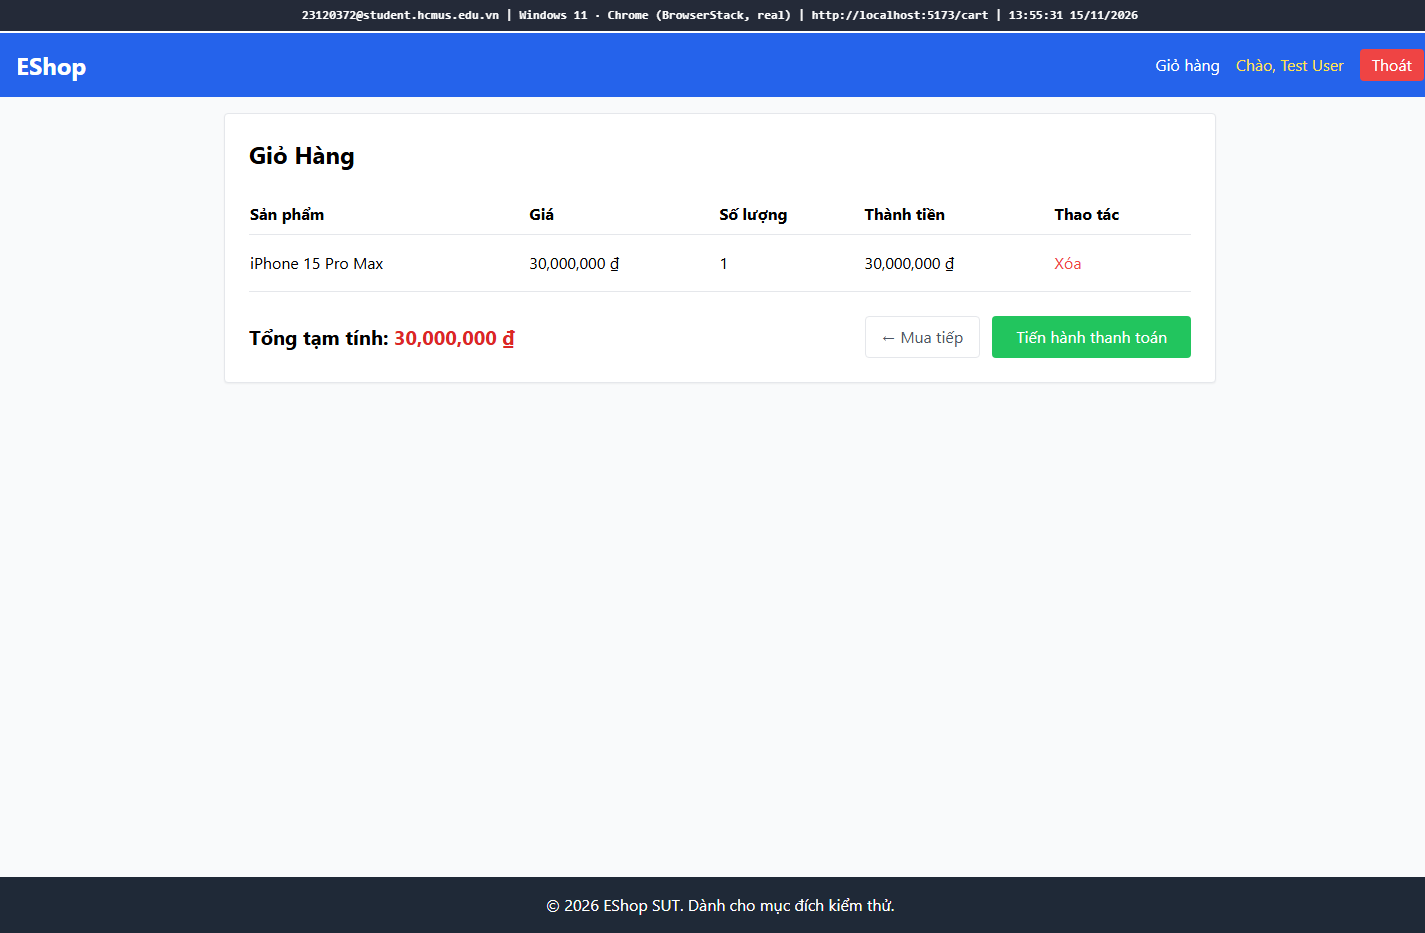 23120372@student.hcmus.edu.vn | Windows 11 · Chrome (BrowserStack, real) | http://localhost:5173/cart | 13:55:31 15/11/2026
EShop Giỏ hàng Chào, Test User Thoát
Giỏ Hàng
Sản phẩm Giá Số lượng Thành tiền Thao tác
iPhone 15 Pro Max 30,000,000 ₫ 1 30,000,000 ₫ Xóa
Tổng tạm tính: 30,000,000 ₫ ← Mua tiếp Tiến hành thanh toán
© 2026 EShop SUT. Dành cho mục đích kiểm thử.